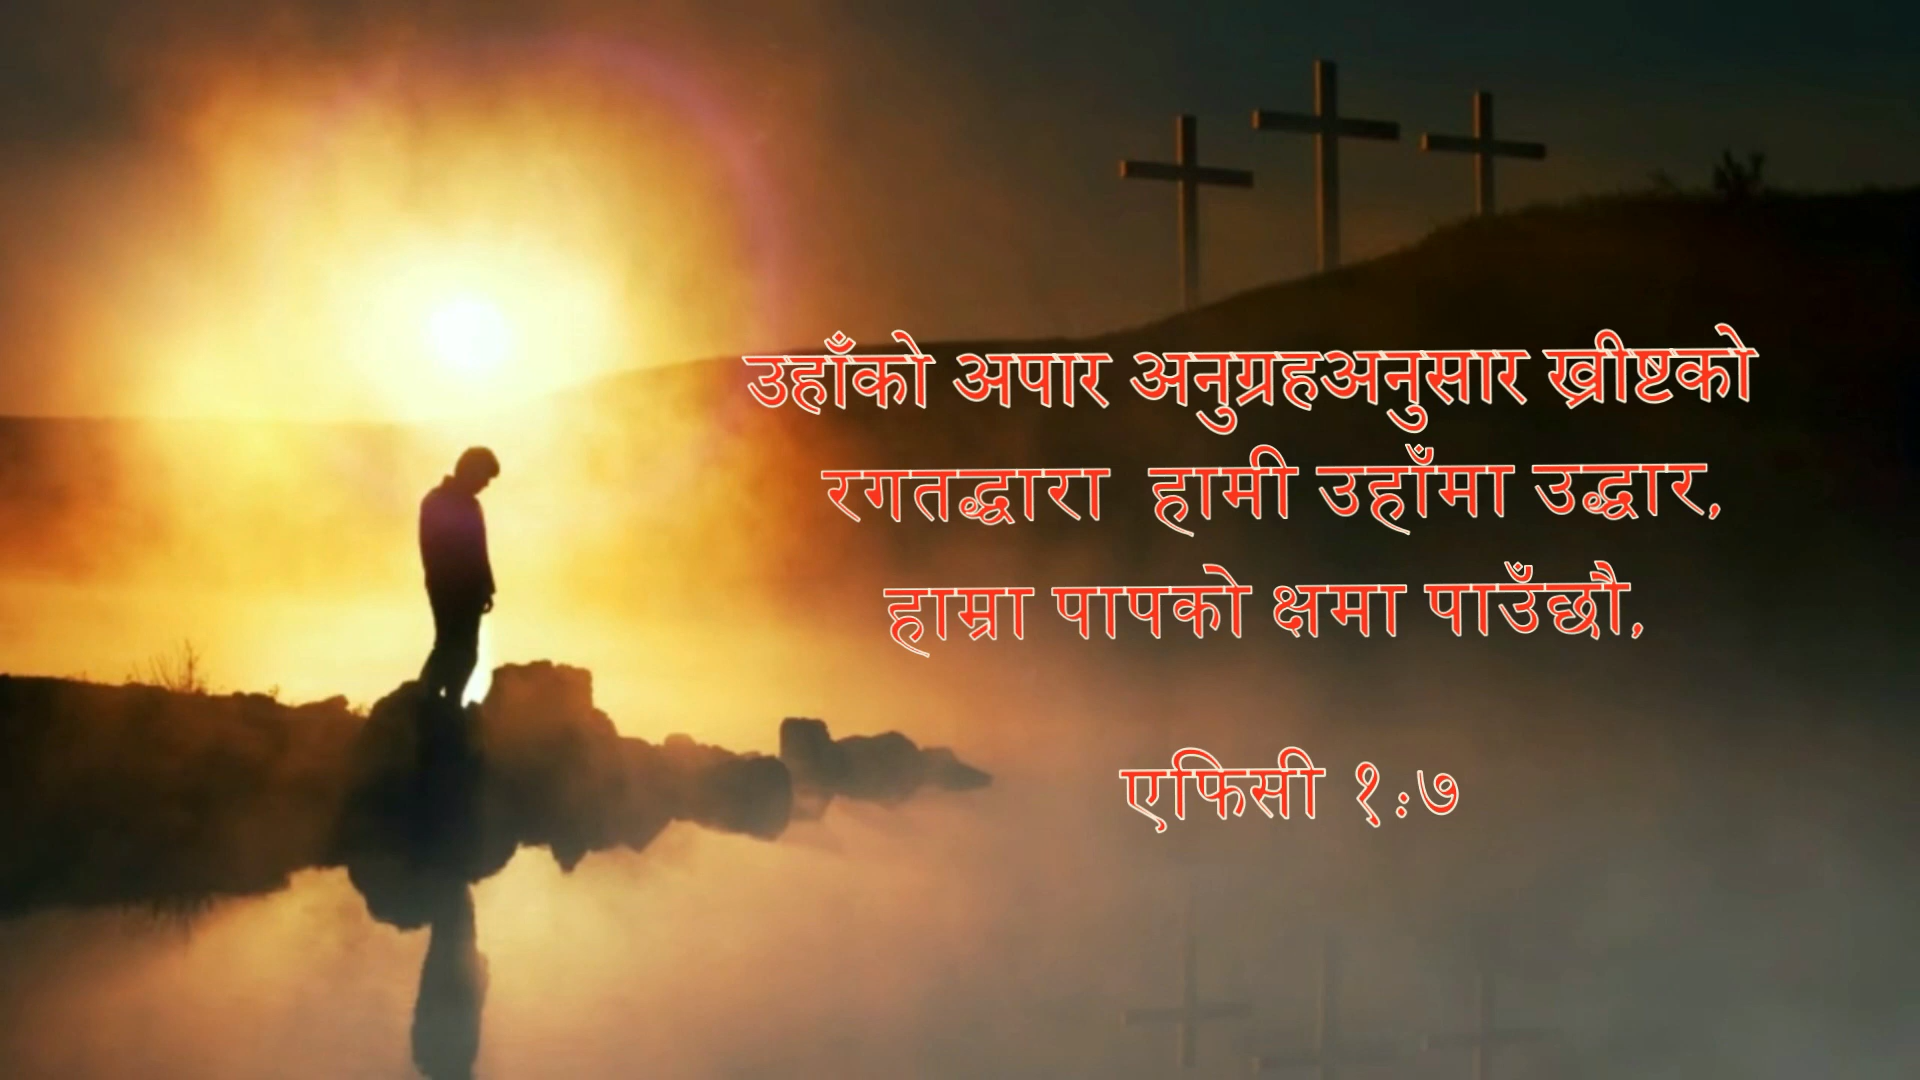 उहाँको अपार अनुग्रहअनुसार ख्रीष्टको
रगतद्धारा हामी उहाँमा उद्धार,
हाम्रा पापको क्षमा पाउँछौ,
एफिसी १:७